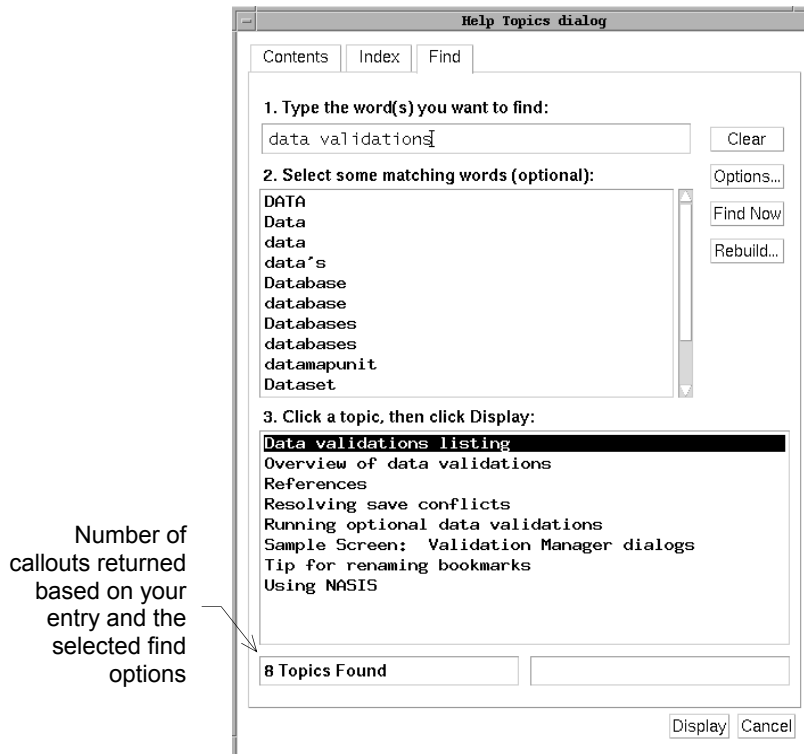 Help Topics dialog
Contents Index Find
1. Type the word(s) you want to find:
data validations
Clear
2. Select some matching words (optional):
Options...
DATA
Data
data
data's
Database
database
Databases
databases
datamapunit
Dataset
Find Now
Rebuild...
3. Click a topic, then click Display:
Data validations listing
Overview of data validations
References
Resolving save conflicts
Running optional data validations
Sample Screen:  Validation Manager dialogs
Tip for renaming bookmarks
Using NASIS
Number of
callouts returned
based on your
entry and the
selected find
options
8 Topics Found
Display Cancel